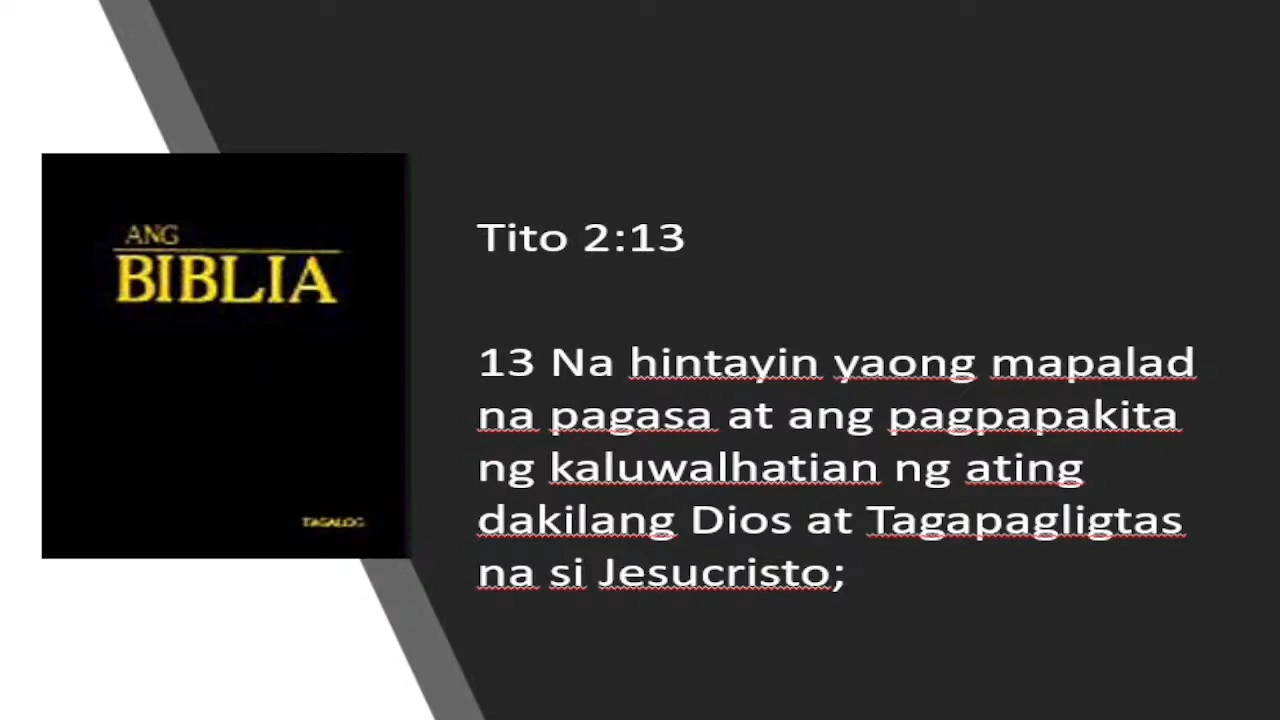 ANG
BIBLIA
TAGALOG
Tito 2:13
13 Na hintayin yaong mapalad
na pagasa at ang pagpapakita
ng kaluwalhatian ng ating
dakilang Dios at Tagapagligtas
na si Jesucristo;